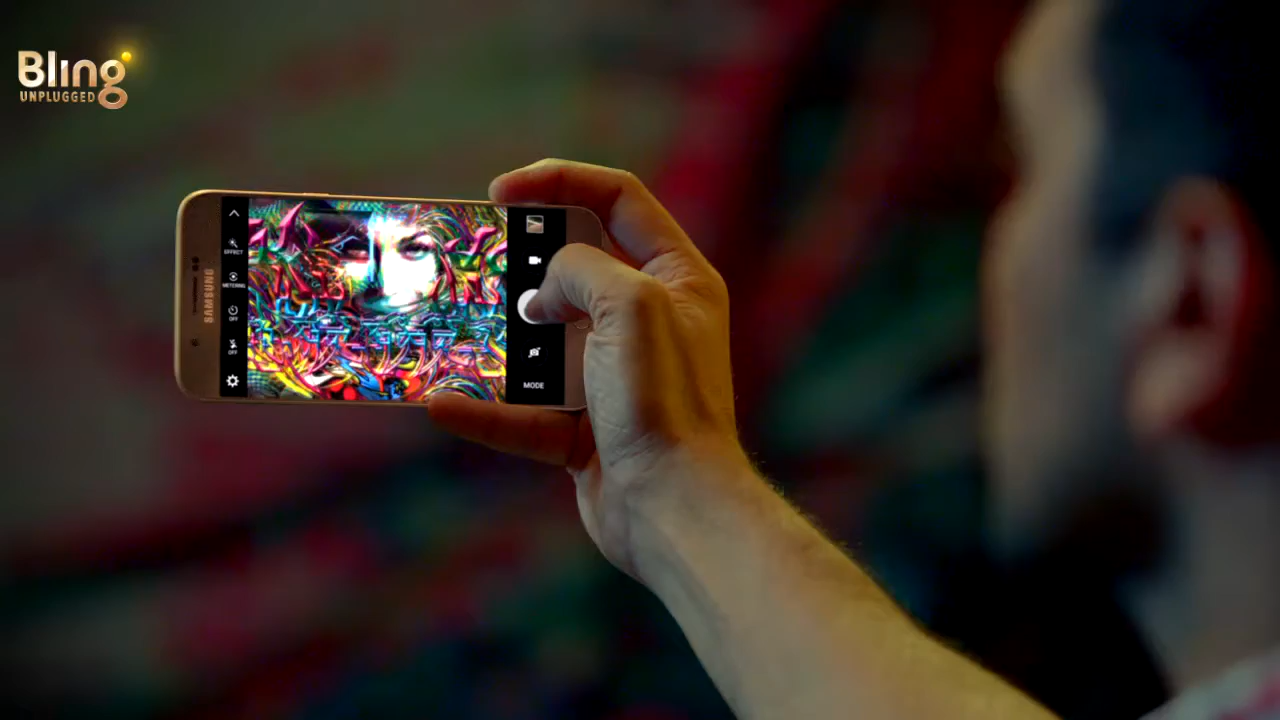 Bling
UNPLUGGED
EFFECT
METERING
OFF
OFF
SAMSUNG
MODE